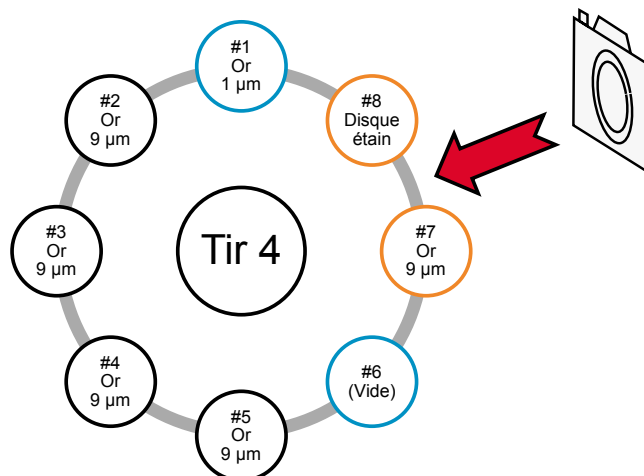 #1
Or
1 µm
#2
Or
9 µm
#8
Disque
étain
#3
Or
9 µm
Tir 4
#7
Or
9 µm
#4
Or
9 µm
#6
(Vide)
#5
Or
9 µm